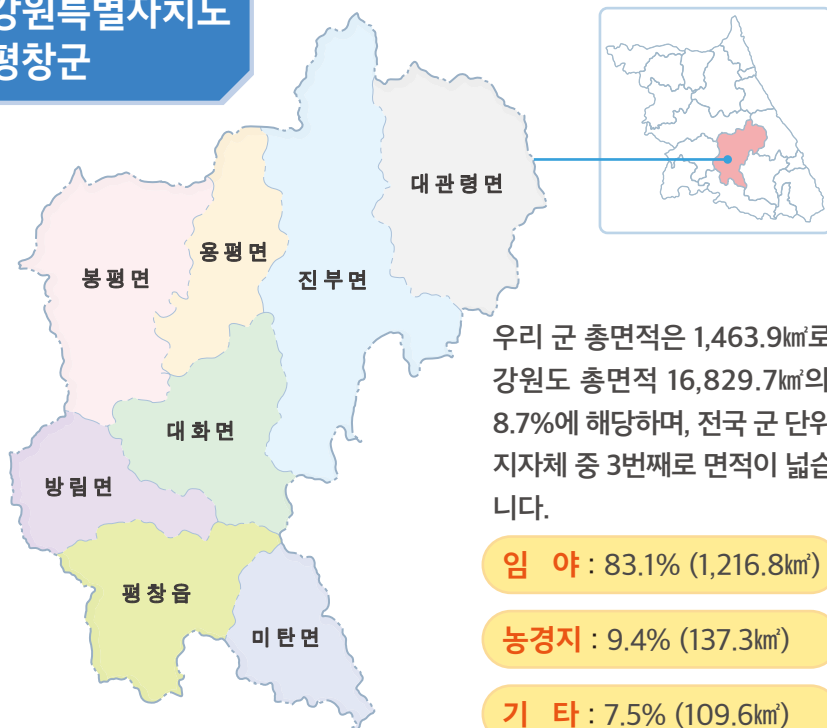 강원특별자치도
평창군
대관령면
용평면
봉평면
진부면
대화면
방림면
평창읍
미탄면
우리 군 총면적은 1,463.9㎢로
강원도 총면적 16,829.7㎢의
8.7%에 해당하며, 전국 군 단위
지자체 중 3번째로 면적이 넓습
니다.
임 야 : 83.1% (1,216.8㎢)
농경지 : 9.4% (137.3㎢)
기 타 : 7.5% (109.6㎢)